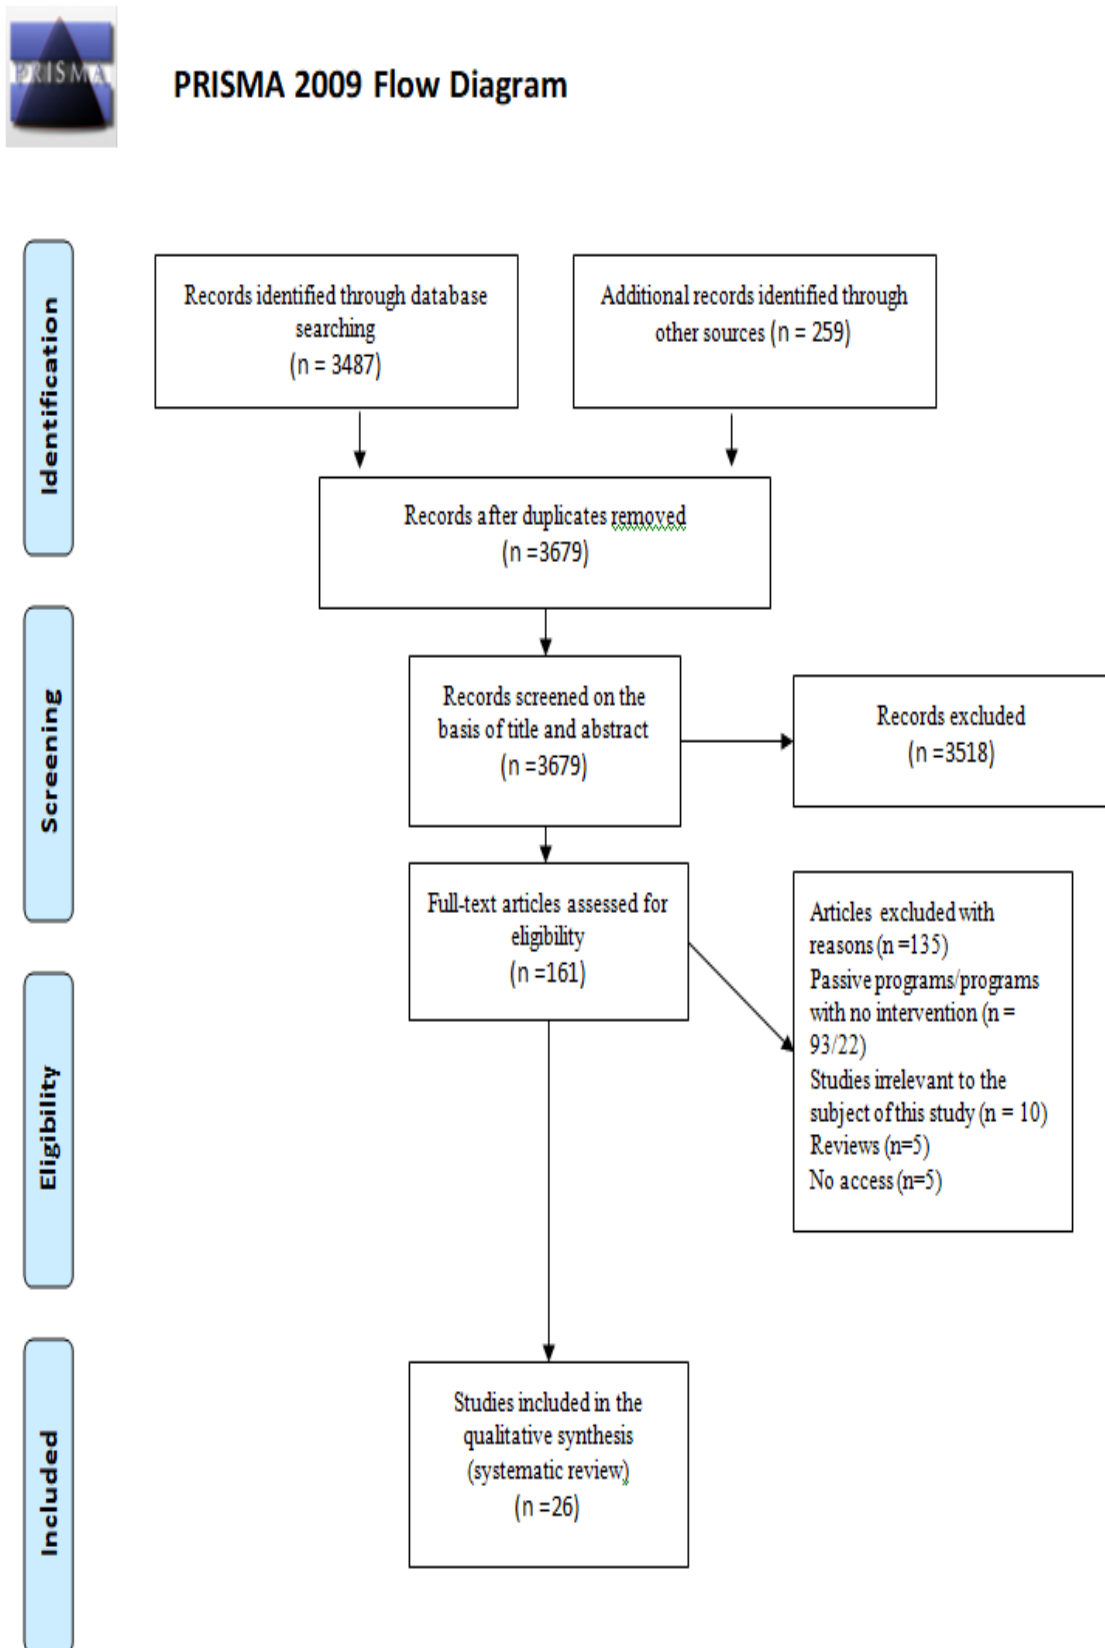 PRISMA
PRISMA 2009 Flow Diagram
Identification
Records identified through database
searching
(n = 3487)
Additional records identified through
other sources (n = 259)
Records after duplicates removed
(n =3679)
Screening
Records screened on the
basis of title and abstract
(n =3679)
Records excluded
(n =3518)
Eligibility
Full-text articles assessed for
eligibility
(n =161)
Articles excluded with
reasons (n =135)
Passive programs/programs
with no intervention (n =
93/22)
Studies irrelevant to the
subject of this study (n = 10)
Reviews (n=5)
No access (n=5)
Included
Studies included in the
qualitative synthesis
(systematic review)
(n =26)